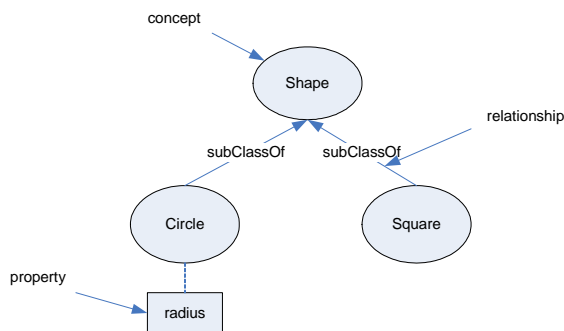 concept
Shape
relationship
subClassOf
subClassOf
Circle
Square
property
radius